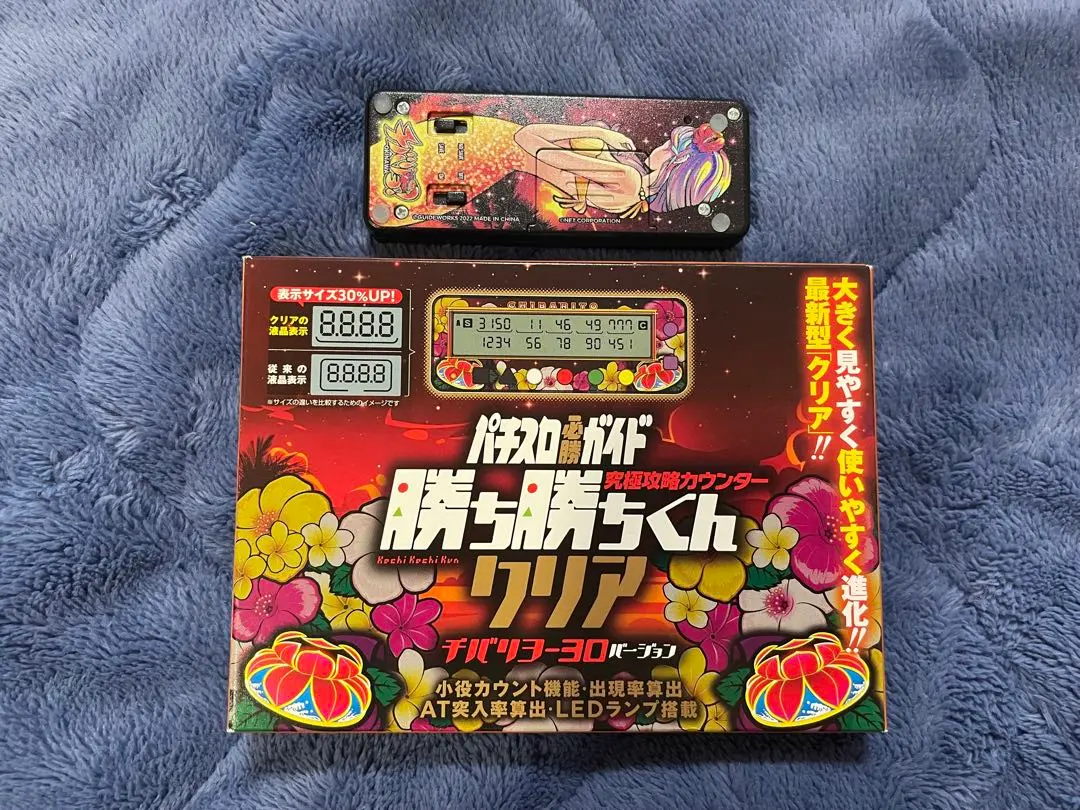 チバリヨ
©GUIDEWORKS 2022 MADE IN CHINA
©NET CORPORATION
表示サイズ30%UP!
クリアの
液晶表示
8.8.8.8
従来の
液晶表示
8.8.8.8
※サイズの違いを比較するためのイメージです
CHIBARIYO
S 3150 11 46 49 777 C
1234 56 78 90 451
大きく見やすく使いやすく進化!!
最新型「クリア」!!
パチスロ必勝ガイド
究極攻略カウンター
勝ち勝ちくん
Kachi Kachi Kun
クリア
チバリヨー30バージョン
小役カウント機能・出現率算出
AT突入率算出・LEDランプ搭載